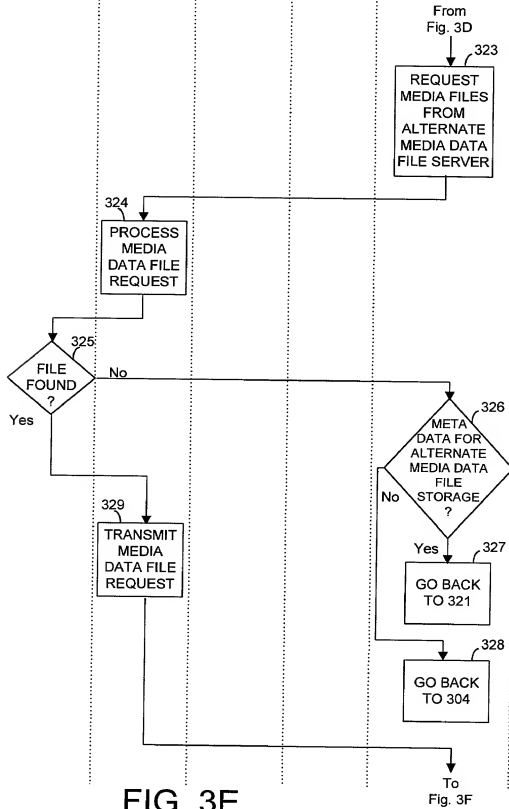 From
Fig. 3D
323
REQUEST
MEDIA FILES
FROM
ALTERNATE
MEDIA DATA
FILE SERVER
324
PROCESS
MEDIA
DATA FILE
REQUEST
325
FILE
FOUND
?
No
Yes
326
META
DATA FOR
ALTERNATE
MEDIA DATA
FILE
STORAGE
?
No
Yes
327
GO BACK
TO 321
328
GO BACK
TO 304
329
TRANSMIT
MEDIA
DATA FILE
REQUEST
To
Fig. 3F
FIG. 3E